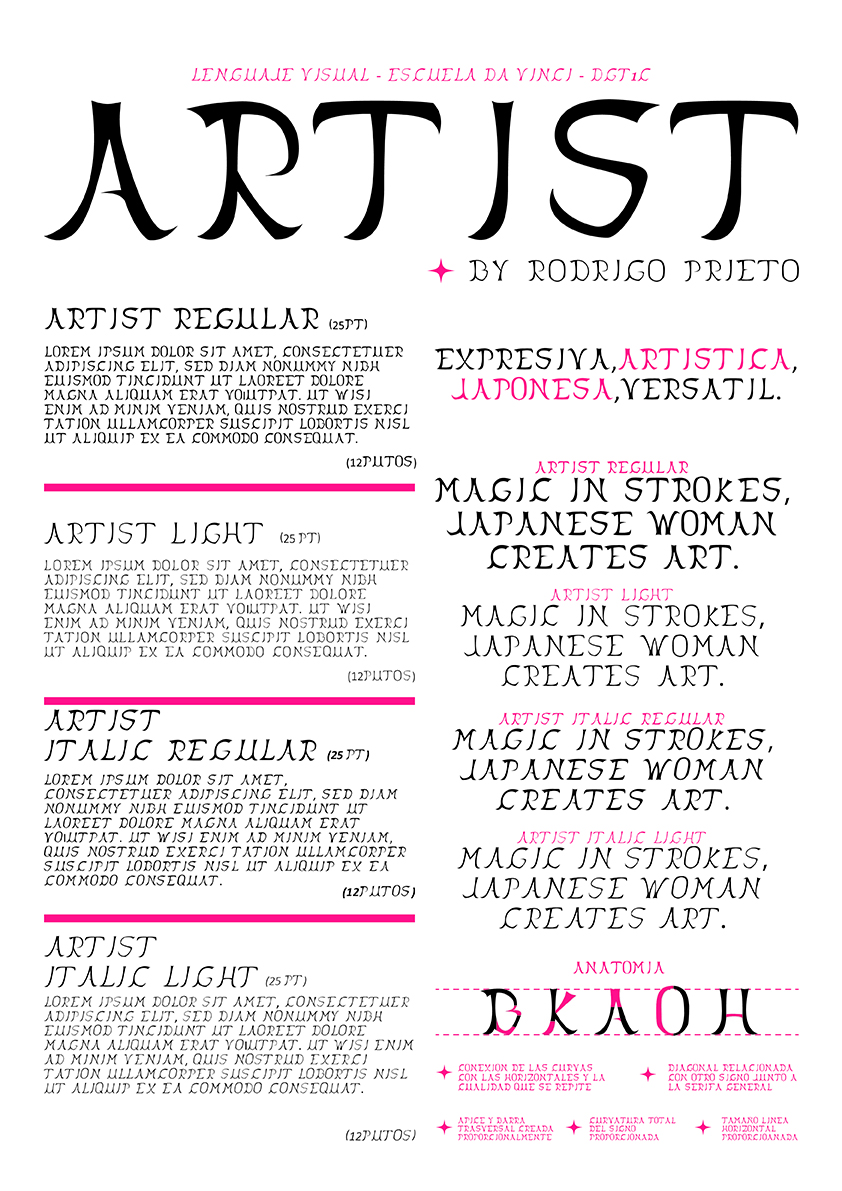 LENGUAJE VISUAL - ESCUELA DA VINCI - DGT1C
ARTIST
BY RODRIGO PRIETO
ARTIST REGULAR (25PT)
LOREM IPSUM DOLOR SIT AMET, CONSECTETUER
ADIPISCING ELIT, SED DIAM NONUMMY NIBH
EUISMOD TINCIDUNT UT LAOREET DOLORE
MAGNA ALIQUAM ERAT VOLUTPAT. UT WISI
ENIM AD MINIM VENIAM, QUIS NOSTRUD EXERCI
TATION ULLAMCORPER SUSCIPIT LOBORTIS NISL
UT ALIQUIP EX EA COMMODO CONSEQUAT.
(12PUTOS)
ARTIST LIGHT (25 PT)
LOREM IPSUM DOLOR SIT AMET, CONSECTETUER
ADIPISCING ELIT, SED DIAM NONUMMY NIBH
EUISMOD TINCIDUNT UT LAOREET DOLORE
MAGNA ALIQUAM ERAT VOLUTPAT. UT WISI
ENIM AD MINIM VENIAM, QUIS NOSTRUD EXERCI
TATION ULLAMCORPER SUSCIPIT LOBORTIS NISL
UT ALIQUIP EX EA COMMODO CONSEQUAT.
(12PUTOS)
ARTIST
ITALIC REGULAR (25 PT)
LOREM IPSUM DOLOR SIT AMET,
CONSECTETUER ADIPISCING ELIT, SED DIAM
NONUMMY NIBH EUISMOD TINCIDUNT UT
LAOREET DOLORE MAGNA ALIQUAM ERAT
VOLUTPAT. UT WISI ENIM AD MINIM VENIAM,
QUIS NOSTRUD EXERCI TATION ULLAMCORPER
SUSCIPIT LOBORTIS NISL UT ALIQUIP EX EA
COMMODO CONSEQUAT.
(12PUTOS)
ARTIST
ITALIC LIGHT (25 PT)
LOREM IPSUM DOLOR SIT AMET, CONSECTETUER
ADIPISCING ELIT, SED DIAM NONUMMY NIBH
EUISMOD TINCIDUNT UT LAOREET DOLORE
MAGNA ALIQUAM ERAT VOLUTPAT. UT WISI ENIM
AD MINIM VENIAM, QUIS NOSTRUD EXERCI
TATION ULLAMCORPER SUSCIPIT LOBORTIS NISL
UT ALIQUIP EX EA COMMODO CONSEQUAT.
(12PUTOS)
EXPRESIVA,ARTISTICA,
JAPONESA,VERSATIL.
ARTIST REGULAR
MAGIC IN STROKES,
JAPANESE WOMAN
CREATES ART.
ARTIST LIGHT
MAGIC IN STROKES,
JAPANESE WOMAN
CREATES ART.
ARTIST ITALIC REGULAR
MAGIC IN STROKES,
JAPANESE WOMAN
CREATES ART.
ARTIST ITALIC LIGHT
MAGIC IN STROKES,
JAPANESE WOMAN
CREATES ART.
ANATOMIA
BKAOH
CONEXION DE LAS CURVAS
CON LAS HORIZONTALES Y LA
CUALIDAD QUE SE REPITE
DIAGONAL RELACIONADA
CON OTRO SIGNO JUNTO A
LA SERIFA GENERAL
APICE Y BARRA
TRASVERSAL CREADA
PROPORCIONALMENTE
CURVATURA TOTAL
DEL SIGNO
PROPORCIONADA
TAMANO LINEA
HORIZONTAL
PROPORCIOANADA